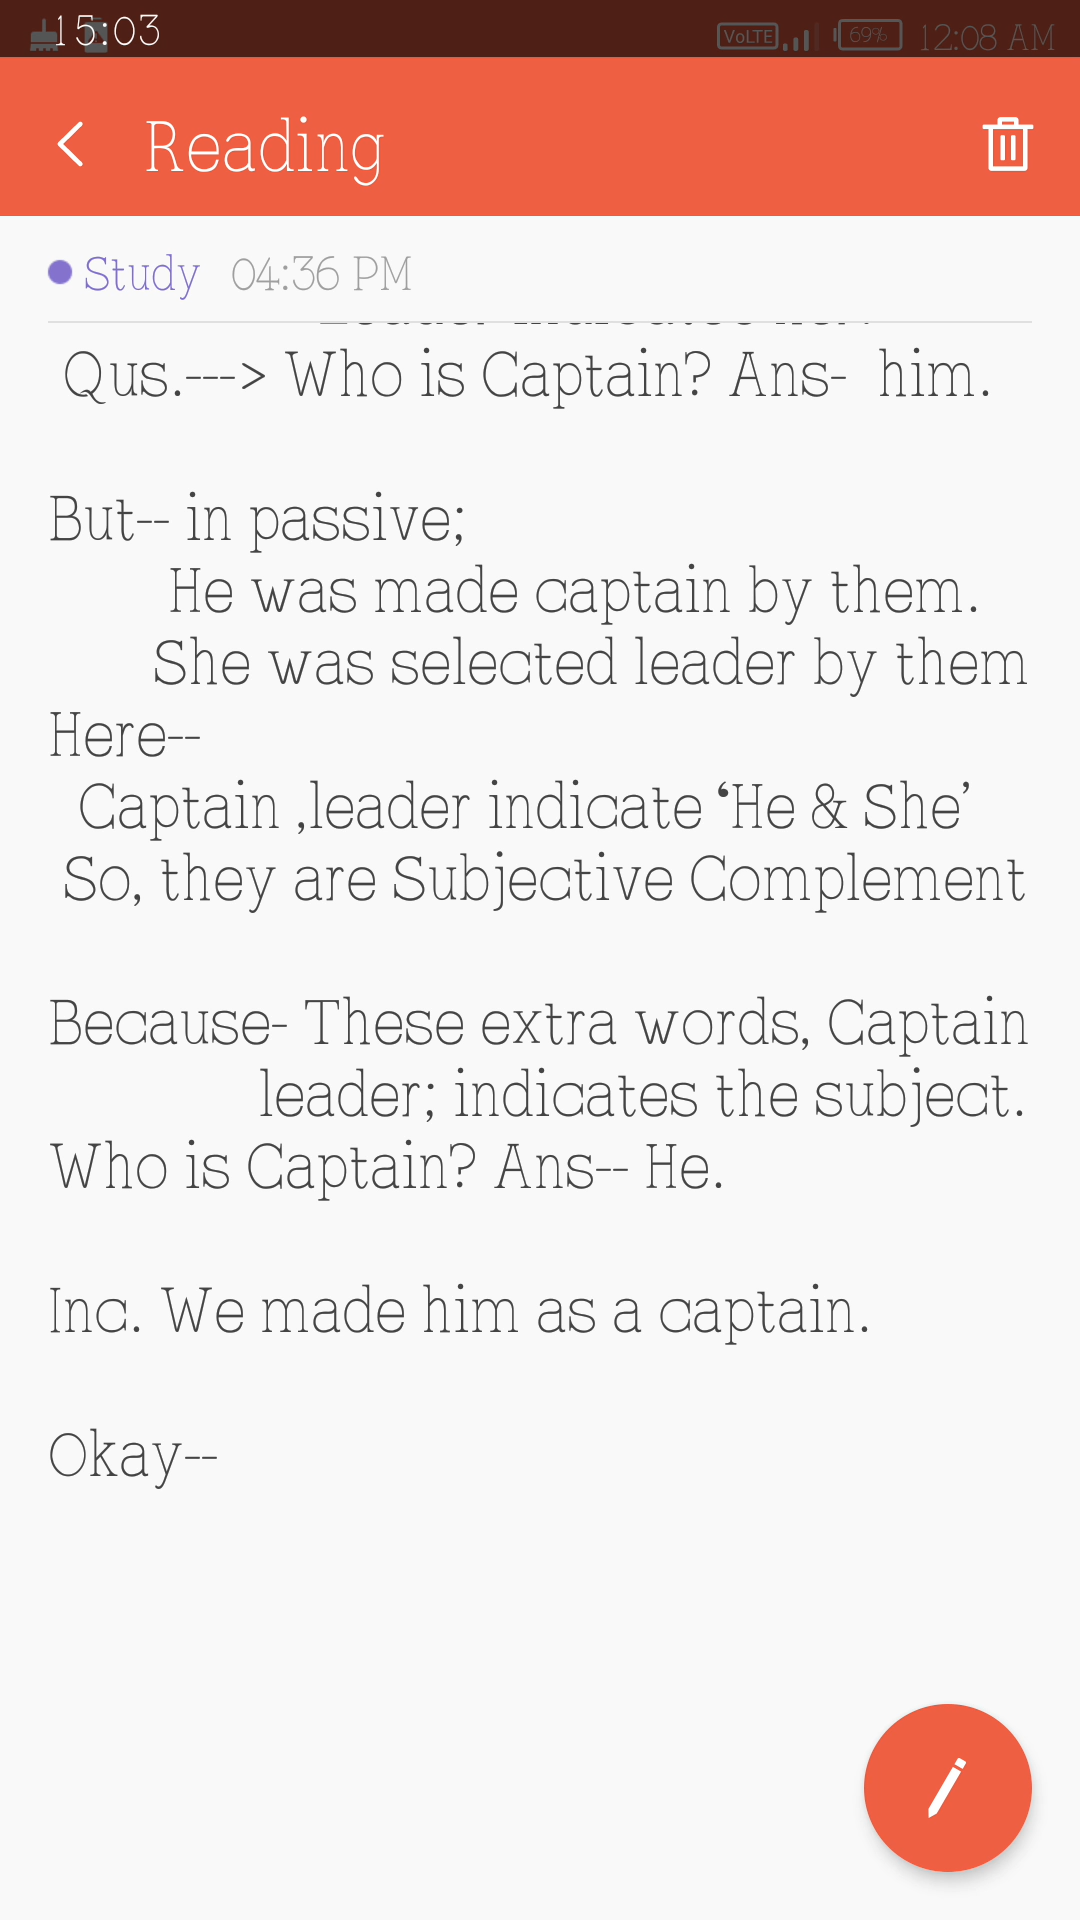 15:03 VoLTE 69% 12:08 AM
Reading
Study 04:36 PM
Qus.---> Who is Captain? Ans- him.
But-- in passive;
He was made captain by them.
She was selected leader by them
Here--
Captain ,leader indicate ‘He & She’
So, they are Subjective Complement
Because- These extra words, Captain
leader; indicates the subject.
Who is Captain? Ans-- He.
Inc. We made him as a captain.
Okay--